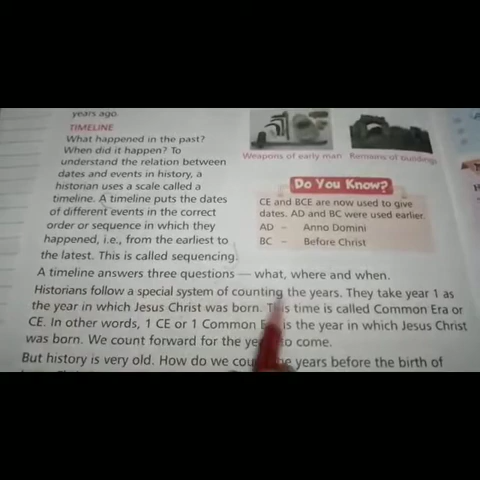 years ago.
TIMELINE
What happened in the past?
When did it happen? To
understand the relation between
dates and events in history, a
historian uses a scale called a
timeline. A timeline puts the dates
of different events in the correct
order or sequence in which they
happened, i.e., from the earliest to
the latest. This is called sequencing.
Weapons of early man
Remains of buildings
Do You Know?
CE and BCE are now used to give
dates. AD and BC were used earlier.
AD – Anno Domini
BC – Before Christ
A timeline answers three questions — what, where and when.
Historians follow a special system of counting the years. They take year 1 as
the year in which Jesus Christ was born. This time is called Common Era or
CE. In other words, 1 CE or 1 Common is the year in which Jesus Christ
was born. We count forward for the to come.
But history is very old. How do we the years before the birth of